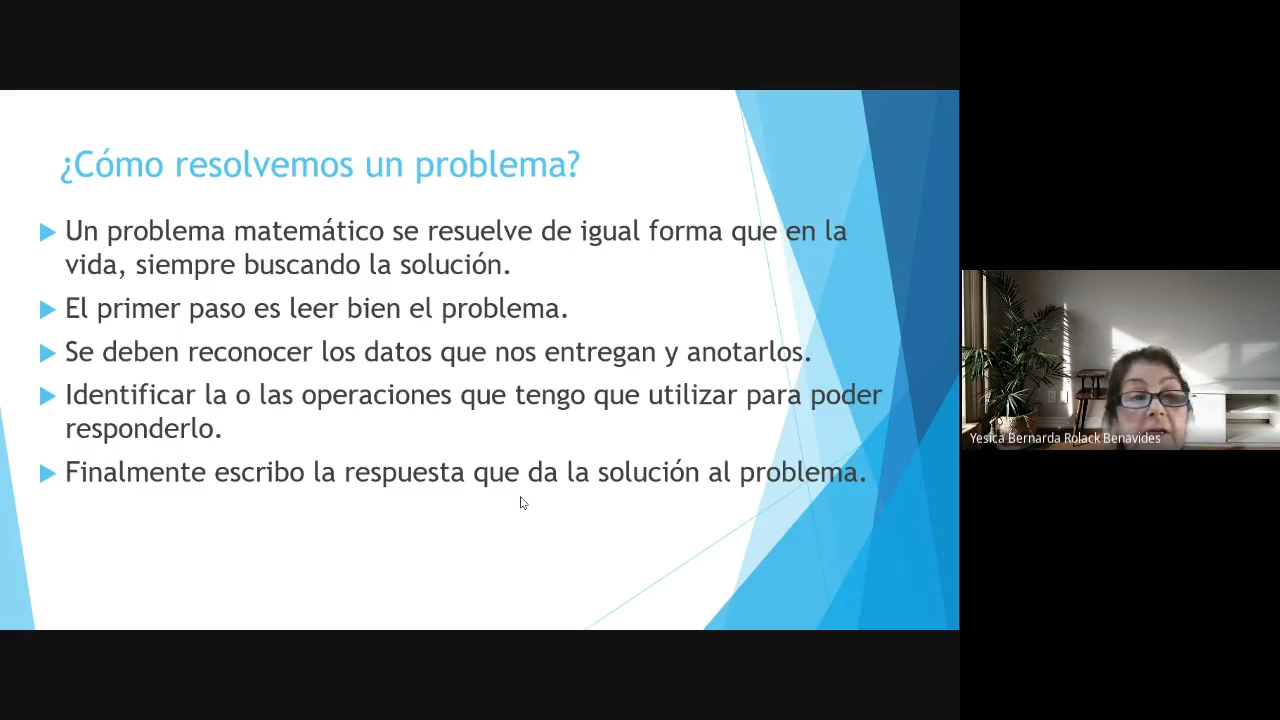 ¿Cómo resolvemos un problema?
Un problema matemático se resuelve de igual forma que en la
vida, siempre buscando la solución.
El primer paso es leer bien el problema.
Se deben reconocer los datos que nos entregan y anotarlos.
Identificar la o las operaciones que tengo que utilizar para poder
responderlo.
Finalmente escribo la respuesta que da la solución al problema.
Yesica Bernarda Rolack Benavides